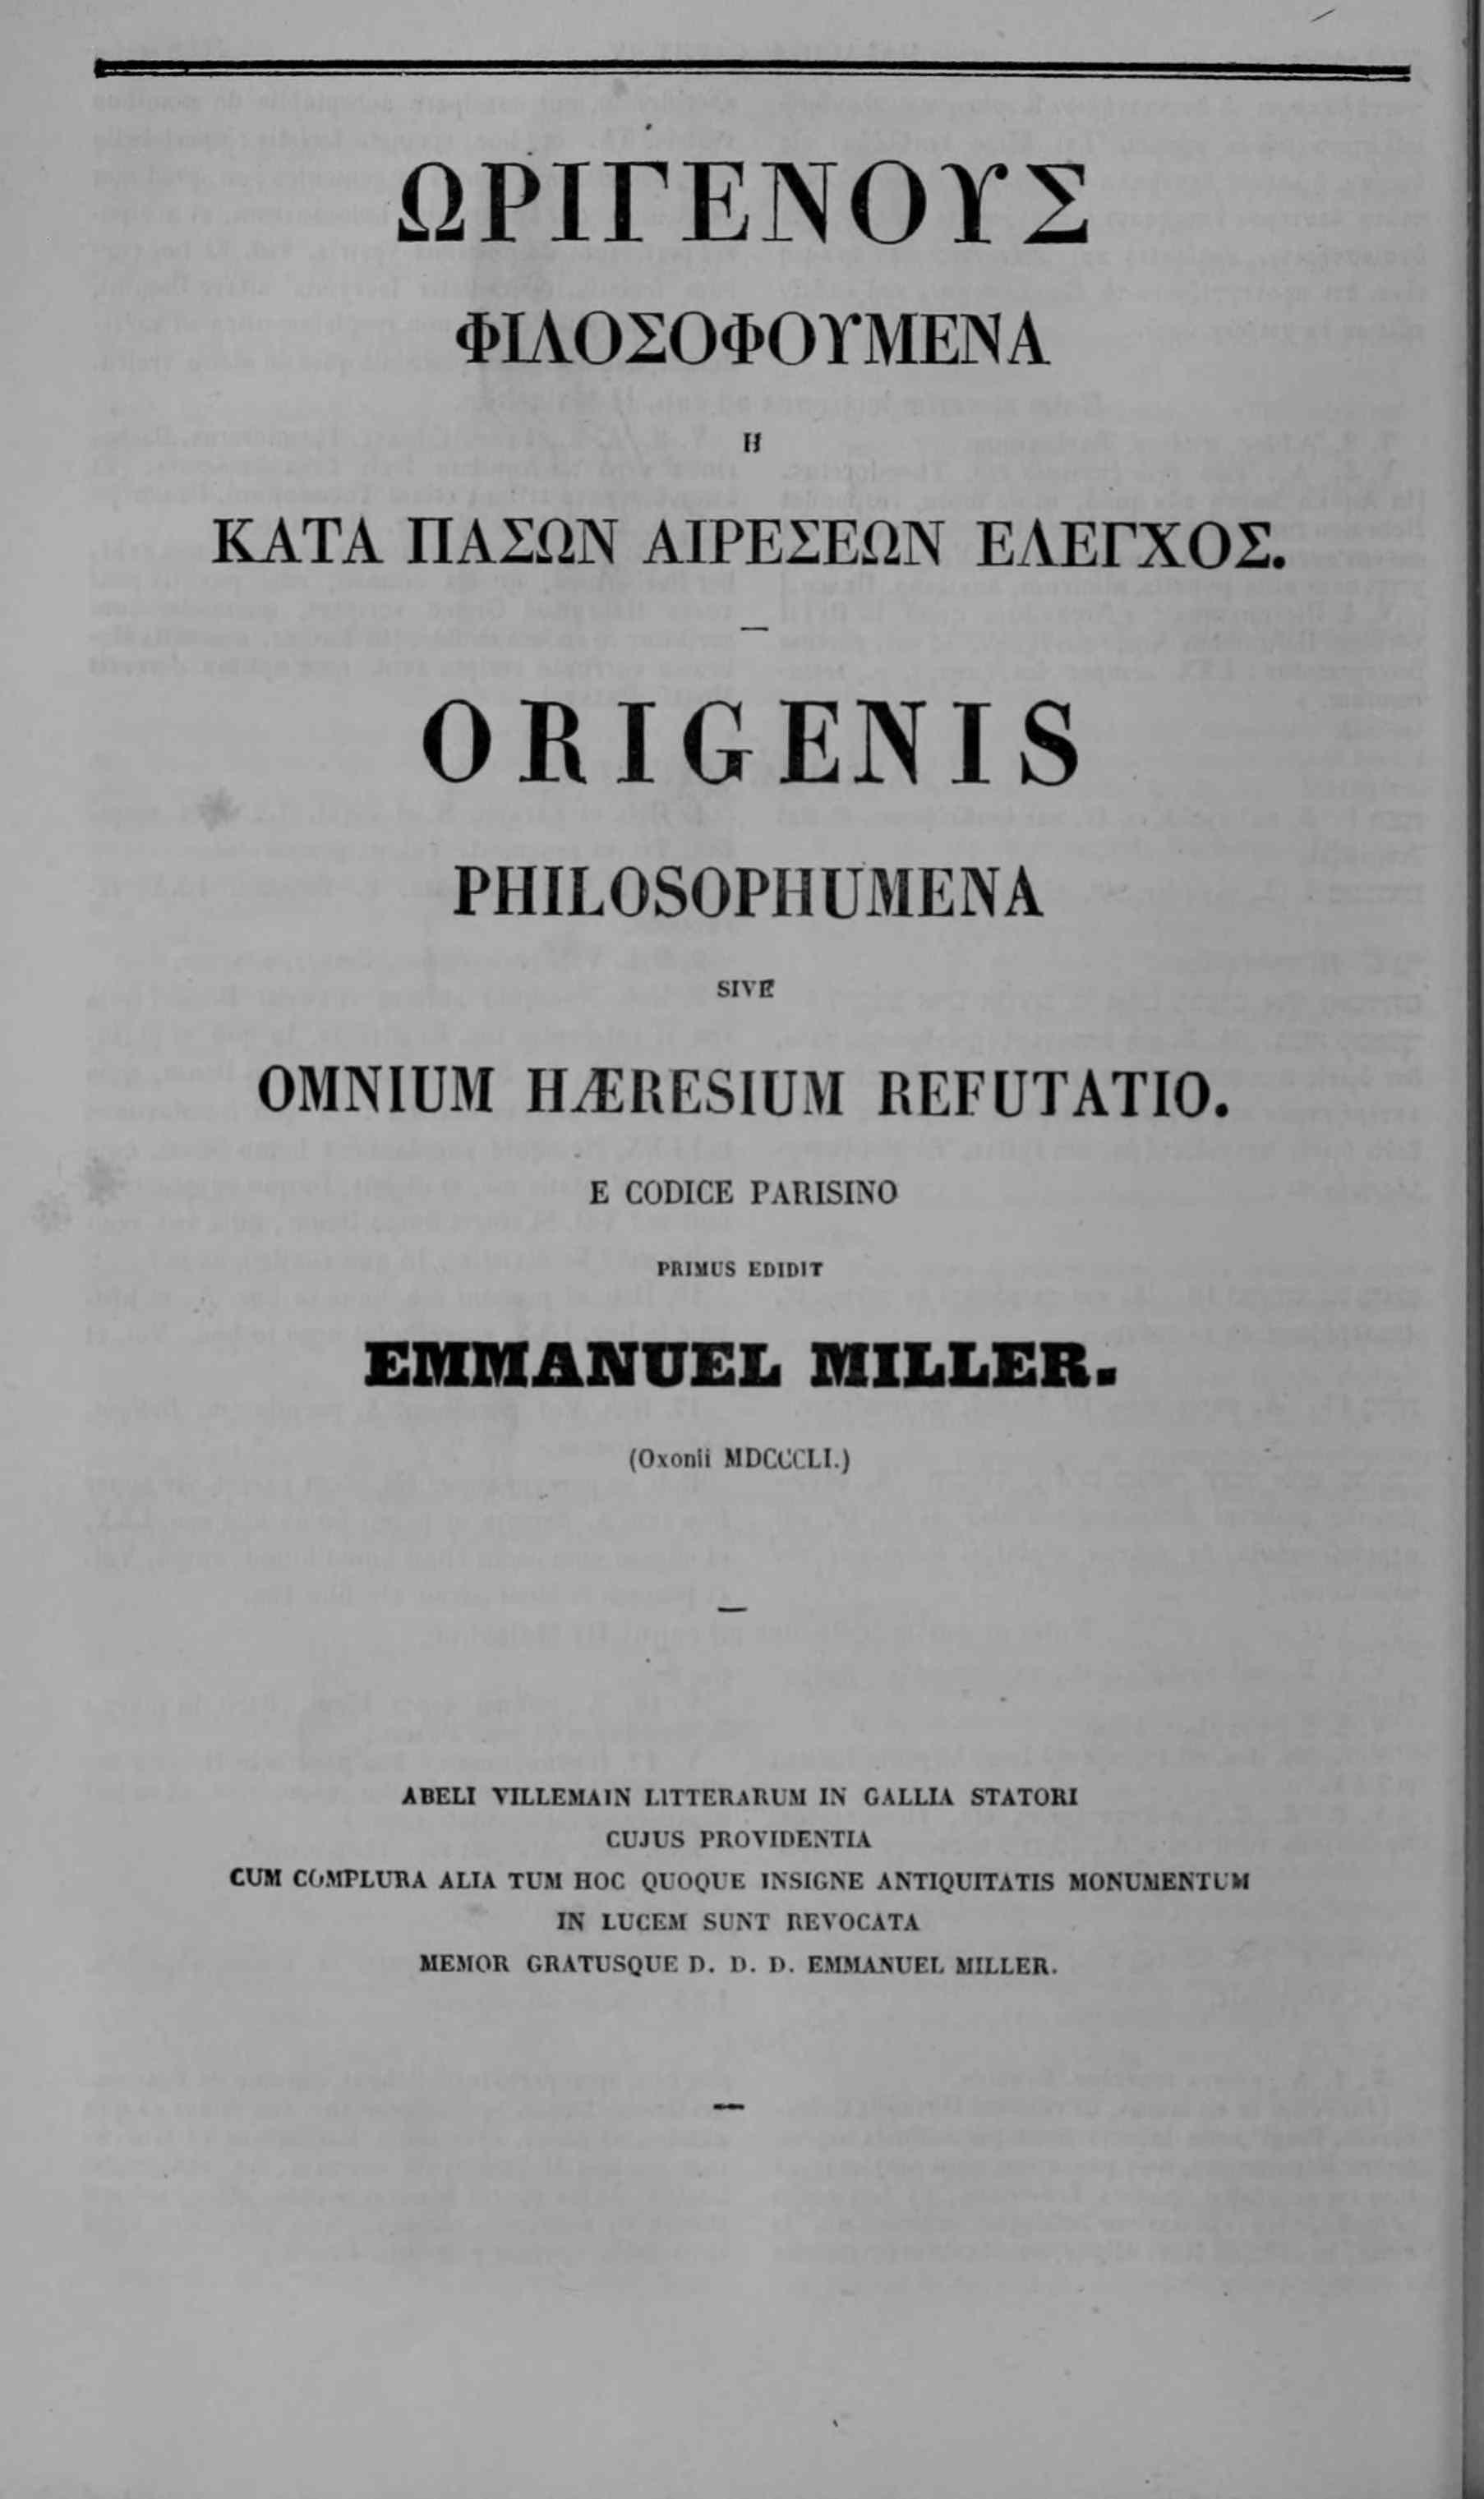 ΩΡΙΓΕΝΟΥΣ
ΦΙΛΟΣΟΦΟΥΜΕΝΑ
Η
ΚΑΤΑ ΠΑΣΩΝ ΑΙΡΕΣΕΩΝ ΕΛΕΓΧΟΣ.
ORIGENIS
PHILOSOPHUMENA
SIVE
OMNIUM HÆRESIUM REFUTATIO.
E CODICE PARISINO
PRIMUS EDIDIT
EMMANUEL MILLER.
(Oxonii MDCCCLI.)
ABELI VILLEMAIN LITTERARUM IN GALLIA STATORI
CUJUS PROVIDENTIA
CUM COMPLURA ALIA TUM HOC QUOQUE INSIGNE ANTIQUITATIS MONUMENTUM
IN LUCEM SUNT REVOCATA
MEMOR GRATUSQUE D. D. D. EMMANUEL MILLER.